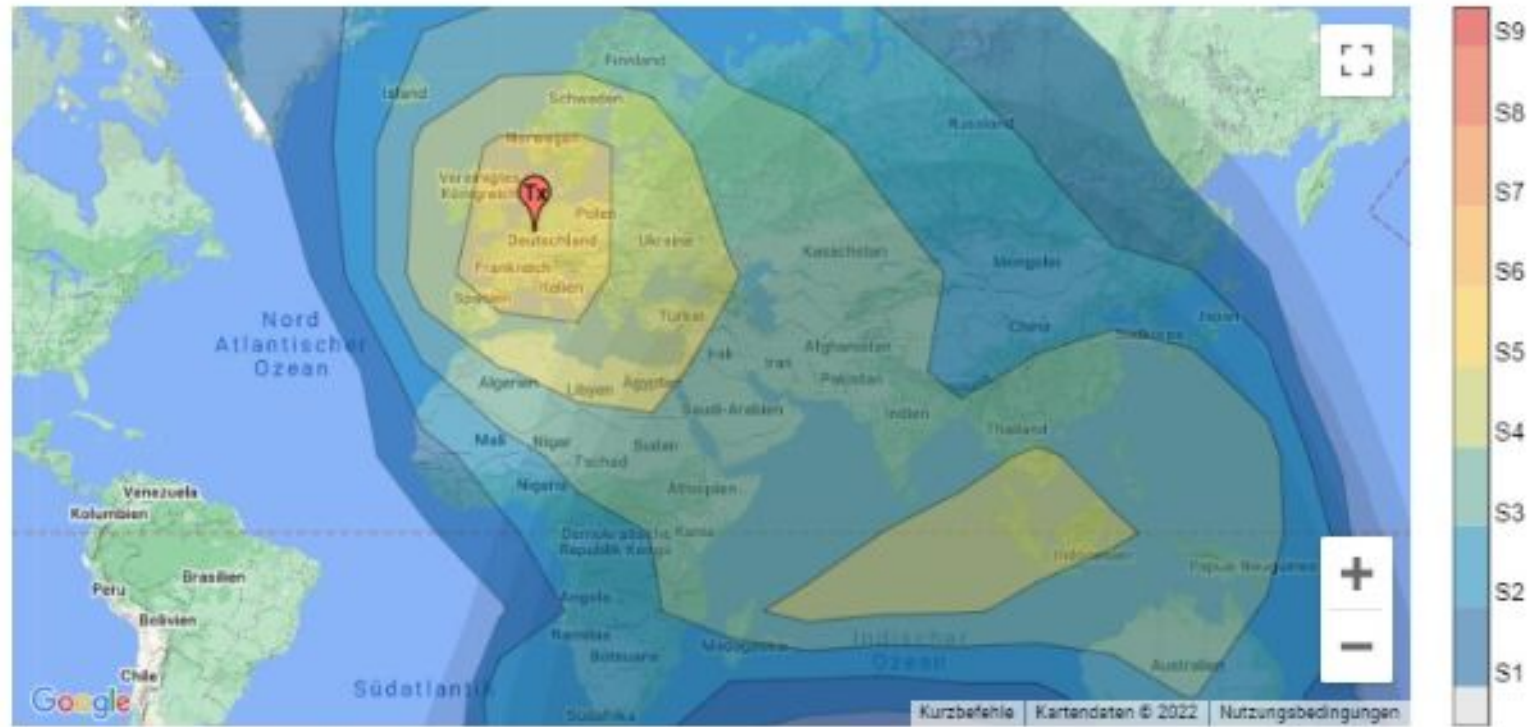 Finnland
Island
Schweden
Russland
Norwegen
Vereinigtes
Königreich
Tx
Polen
Deutschland
Ukraine
Kasachstan
Mongolei
Frankreich
Italien
Spanien
Türkei
Nord
Atlantischer
Ozean
China
Japan
Südkorea
Irak
Iran
Afghanistan
Pakistan
Algerien
Libyen
Ägypten
Saudi-Arabien
Indien
Thailand
Mali
Niger
Sudan
Tschad
Nigeria
Äthiopien
Venezuela
Kolumbien
Demokratische
Republik Kongo
Kenia
Indonesien
Papua-Neuguinea
Brasilien
Peru
Angola
Bolivien
Namibia
Botsuana
Madagaskar
Indischer
Ozean
Australien
Chile
Südatlantik
Südafrika
Google
Kurzbefehle
Kartendaten © 2022
Nutzungsbedingungen
S9
S8
S7
S6
S5
S4
S3
S2
S1